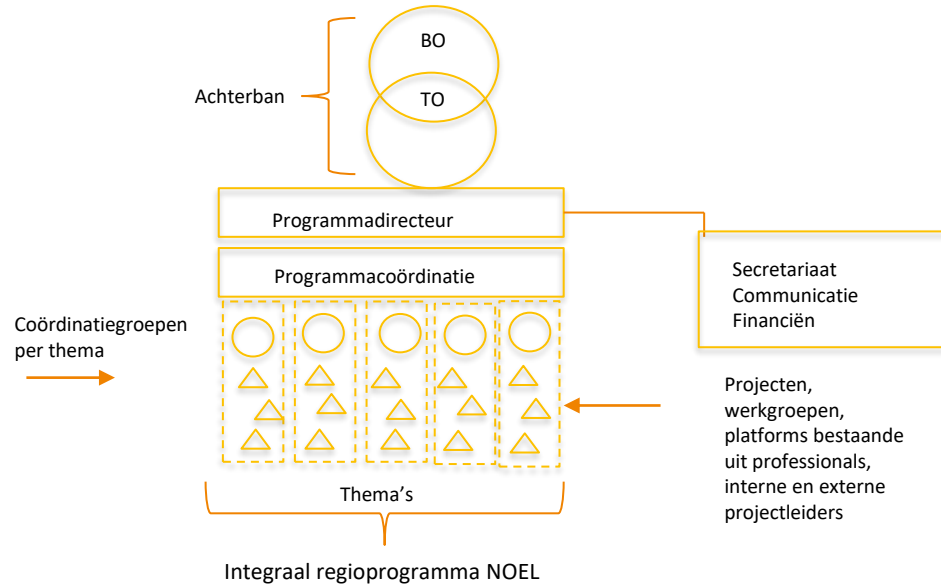 BO
Achterban
TO
Programmadirecteur
Programmacoördinatie
Secretariaat
Communicatie
Financiën
Coördinatiegroepen
per thema
Projecten,
werkgroepen,
platforms bestaande
uit professionals,
interne en externe
projectleiders
Thema’s
Integraal regioprogramma NOEL